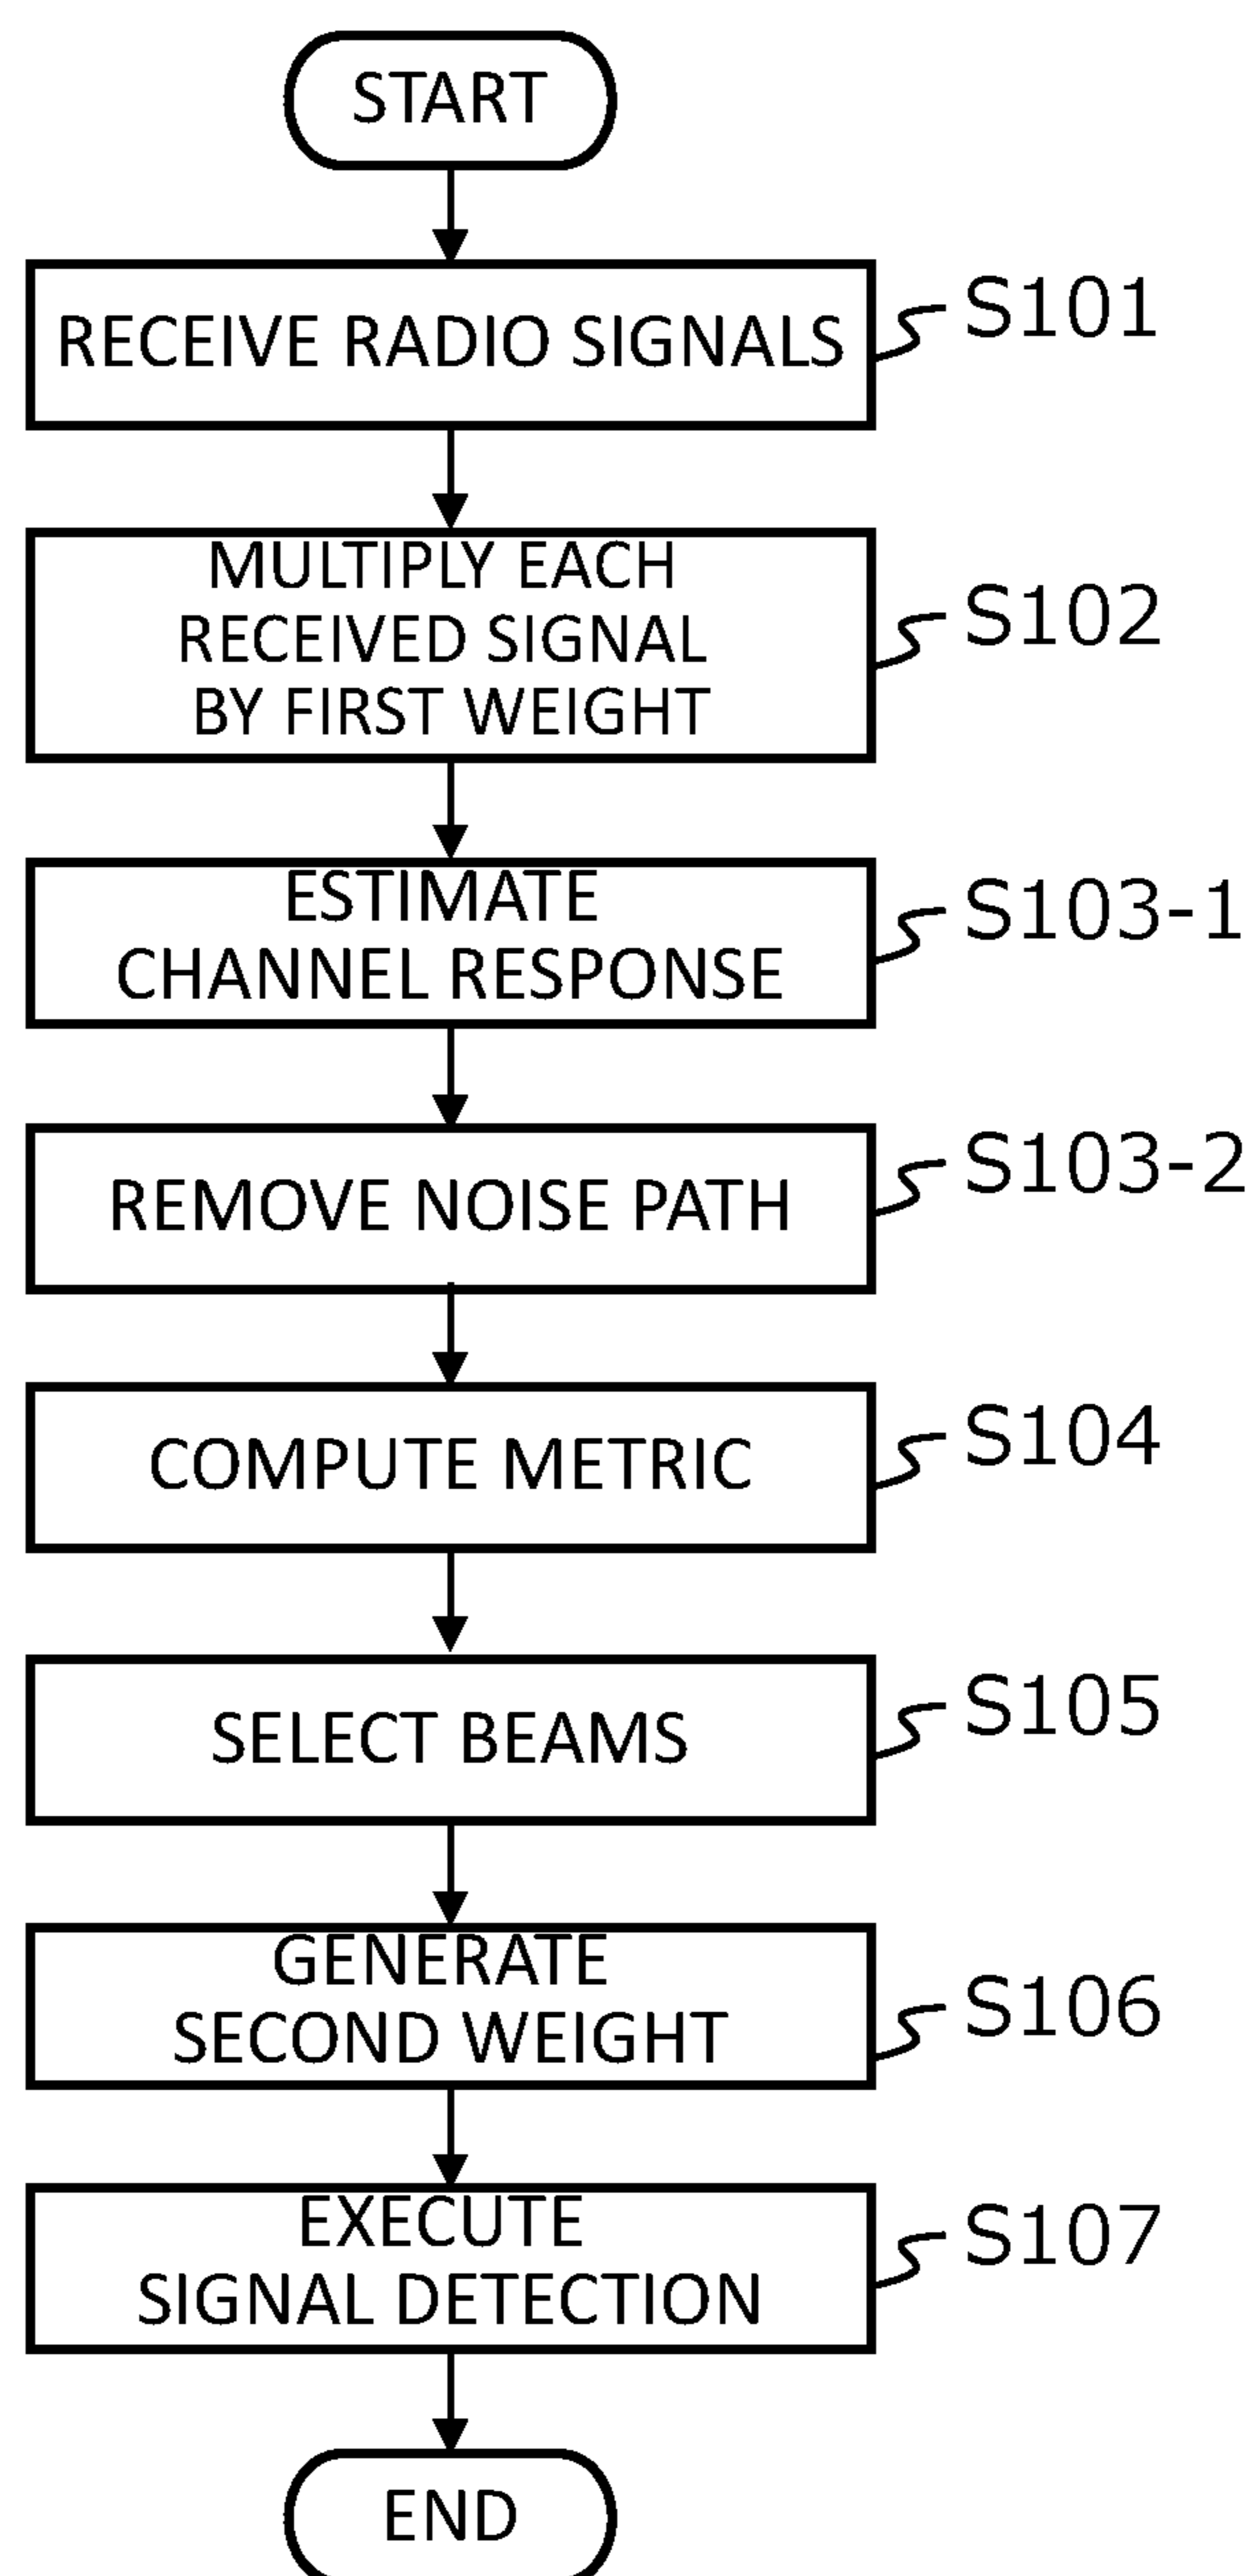 START
RECEIVE RADIO SIGNALS
S101
MULTIPLY EACH
RECEIVED SIGNAL
BY FIRST WEIGHT
S102
ESTIMATE
CHANNEL RESPONSE
S103-1
REMOVE NOISE PATH
S103-2
COMPUTE METRIC
S104
SELECT BEAMS
S105
GENERATE
SECOND WEIGHT
S106
EXECUTE
SIGNAL DETECTION
S107
END